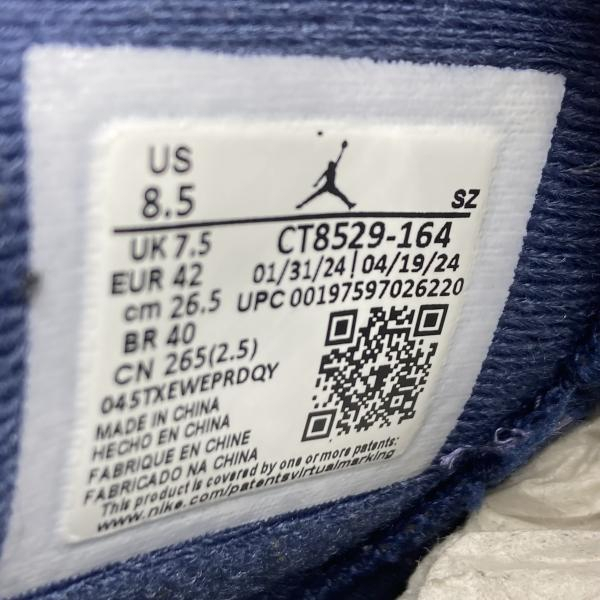 US
8.5
SZ
UK 7.5
CT8529-164
EUR 42
01/31/24 | 04/19/24
cm 26.5
UPC 00197597026220
BR 40
CN 265(2.5)
045TXEWEPRDQY
MADE IN CHINA
HECHO EN CHINA
FABRIQUE EN CHINE
FABRICADO NA CHINA
This product is covered by one or more patents:
www.nike.com/patentsvirtualmarking